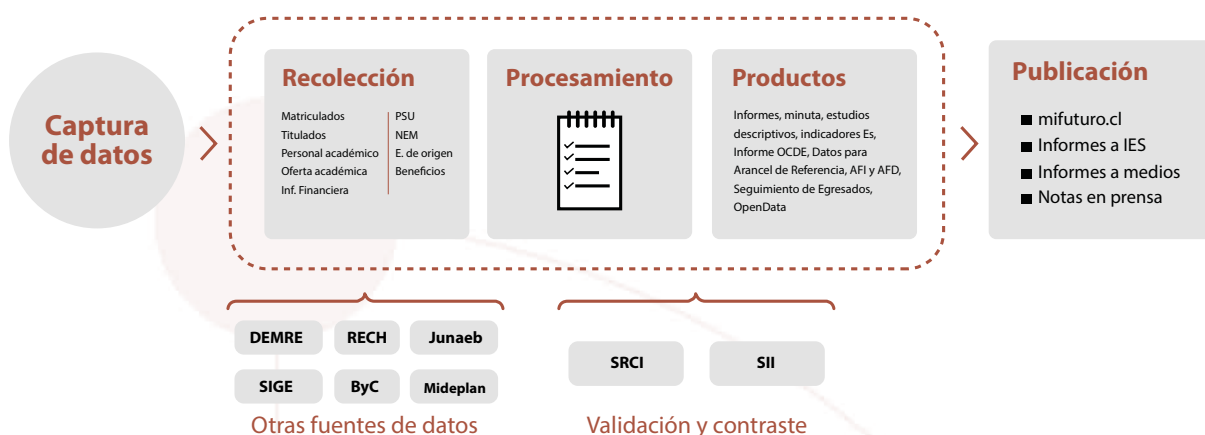 Captura
de datos
Recolección
Matriculados
Titulados
Personal académico
Oferta académica
Inf. Financiera
PSU
NEM
E. de origen
Beneficios
Procesamiento
Productos
Informes, minuta, estudios
descriptivos, indicadores Es,
Informe OCDE, Datos para
Arancel de Referencia, AFI y AFD,
Seguimiento de Egresados,
OpenData
Publicación
mifuturo.cl
Informes a IES
Informes a medios
Notas en prensa
DEMRE
RECH
Junaeb
SIGE
ByC
Mideplan
Otras fuentes de datos
SRCI
SII
Validación y contraste